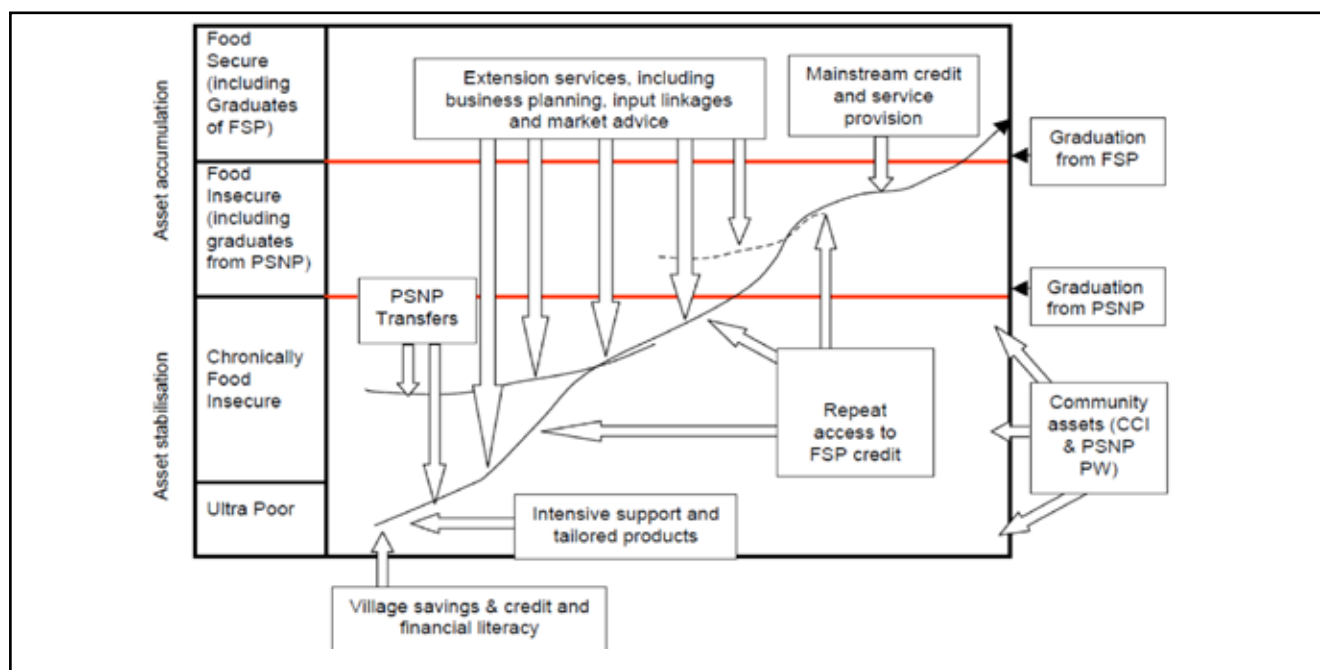 Asset accumulation
Asset stabilisation
Food
Secure (including
Graduates
of FSP)
Food
Insecure
(including
graduates
from PSNP)
Chronically
Food
Insecure
Ultra Poor
Extension services, including
business planning, input linkages
and market advice
Mainstream credit
and service
provision
Graduation
from FSP
PSNP
Transfers
Graduation
from PSNP
Repeat
access to
FSP credit
Community
assets (CCI
& PSNP
PW)
Intensive support and
tailored products
Village savings & credit and
financial literacy